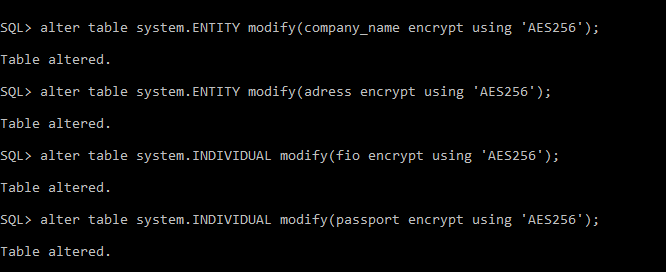 SQL> alter table system.ENTITY modify(company_name encrypt using 'AES256');
Table altered.
SQL> alter table system.ENTITY modify(adress encrypt using 'AES256');
Table altered.
SQL> alter table system.INDIVIDUAL modify(fio encrypt using 'AES256');
Table altered.
SQL> alter table system.INDIVIDUAL modify(passport encrypt using 'AES256');
Table altered.